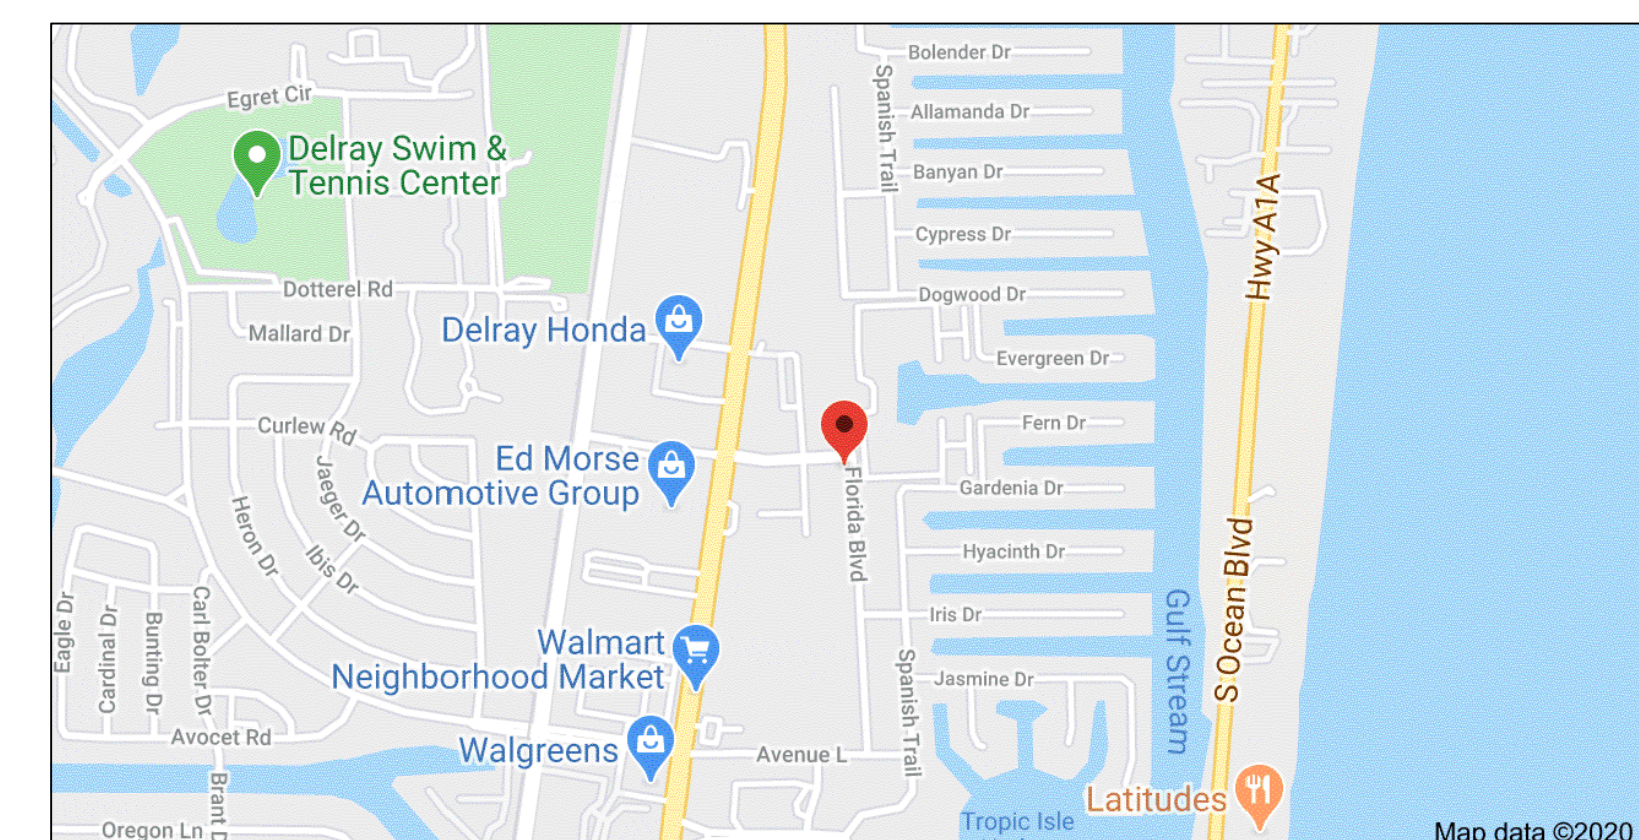 Bolender Dr
Spanish Trail
Egret Cir
Allamanda Dr
Delray Swim &
Tennis Center
Banyan Dr
Hwy A1A
Cypress Dr
Dotterel Rd
Dogwood Dr
Mallard Dr
Delray Honda
Evergreen Dr
Curlew Rd
Fern Dr
Ed Morse
Automotive Group
Jaeger Dr
Florida Blvd
Gardenia Dr
Heron Dr
Ibis Dr
Hyacinth Dr
S Ocean Blvd
Eagle Dr
Cardinal Dr
Bunting Dr
Carl Bolter Dr
Iris Dr
Gulf Stream
Walmart
Neighborhood Market
Spanish Trail
Jasmine Dr
Avocet Rd
Walgreens
Avenue L
Brant D
Latitudes
Oregon Ln
Tropic Isle
Map data ©2020